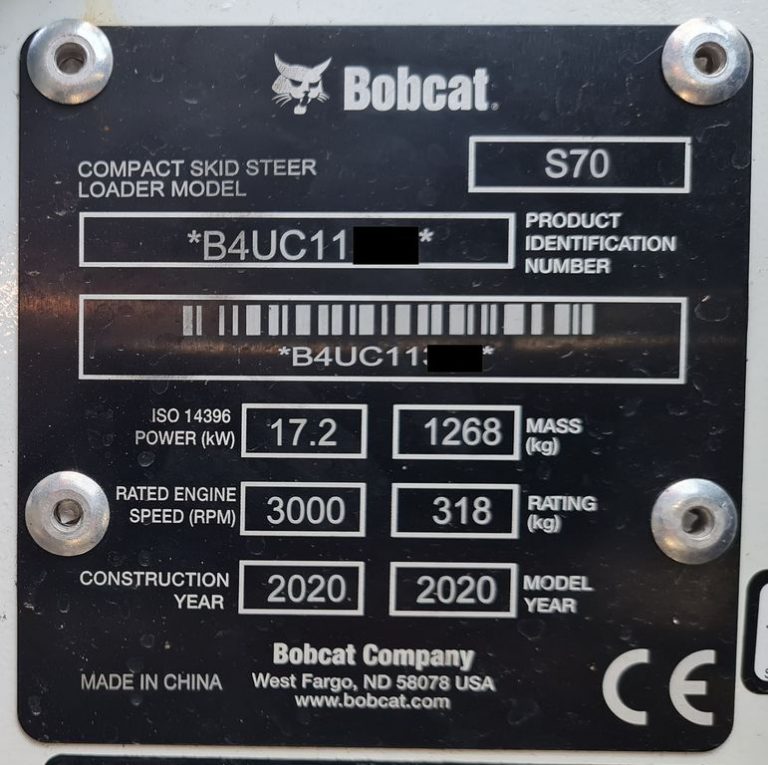 Bobcat
COMPACT SKID STEER
LOADER MODEL
S70
*B4UC11 *
PRODUCT
IDENTIFICATION
NUMBER
*B4UC11 *
ISO 14396
POWER (kW)
17.2
1268
MASS
(kg)
RATED ENGINE
SPEED (RPM)
3000
318
RATING
(kg)
CONSTRUCTION
YEAR
2020
2020
MODEL
YEAR
MADE IN CHINA
Bobcat Company
West Fargo, ND 58078 USA
www.bobcat.com
CE